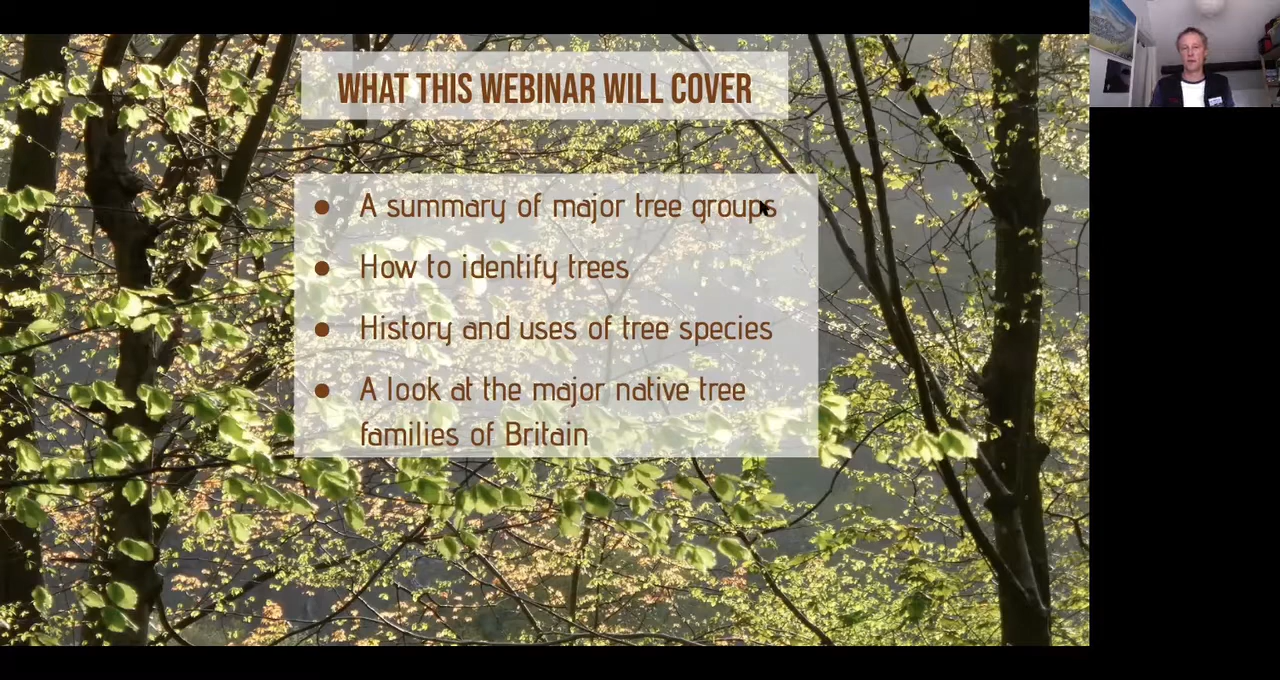 WHAT THIS WEBINAR WILL COVER
● A summary of major tree groups
● How to identify trees
● History and uses of tree species
● A look at the major native tree
families of Britain